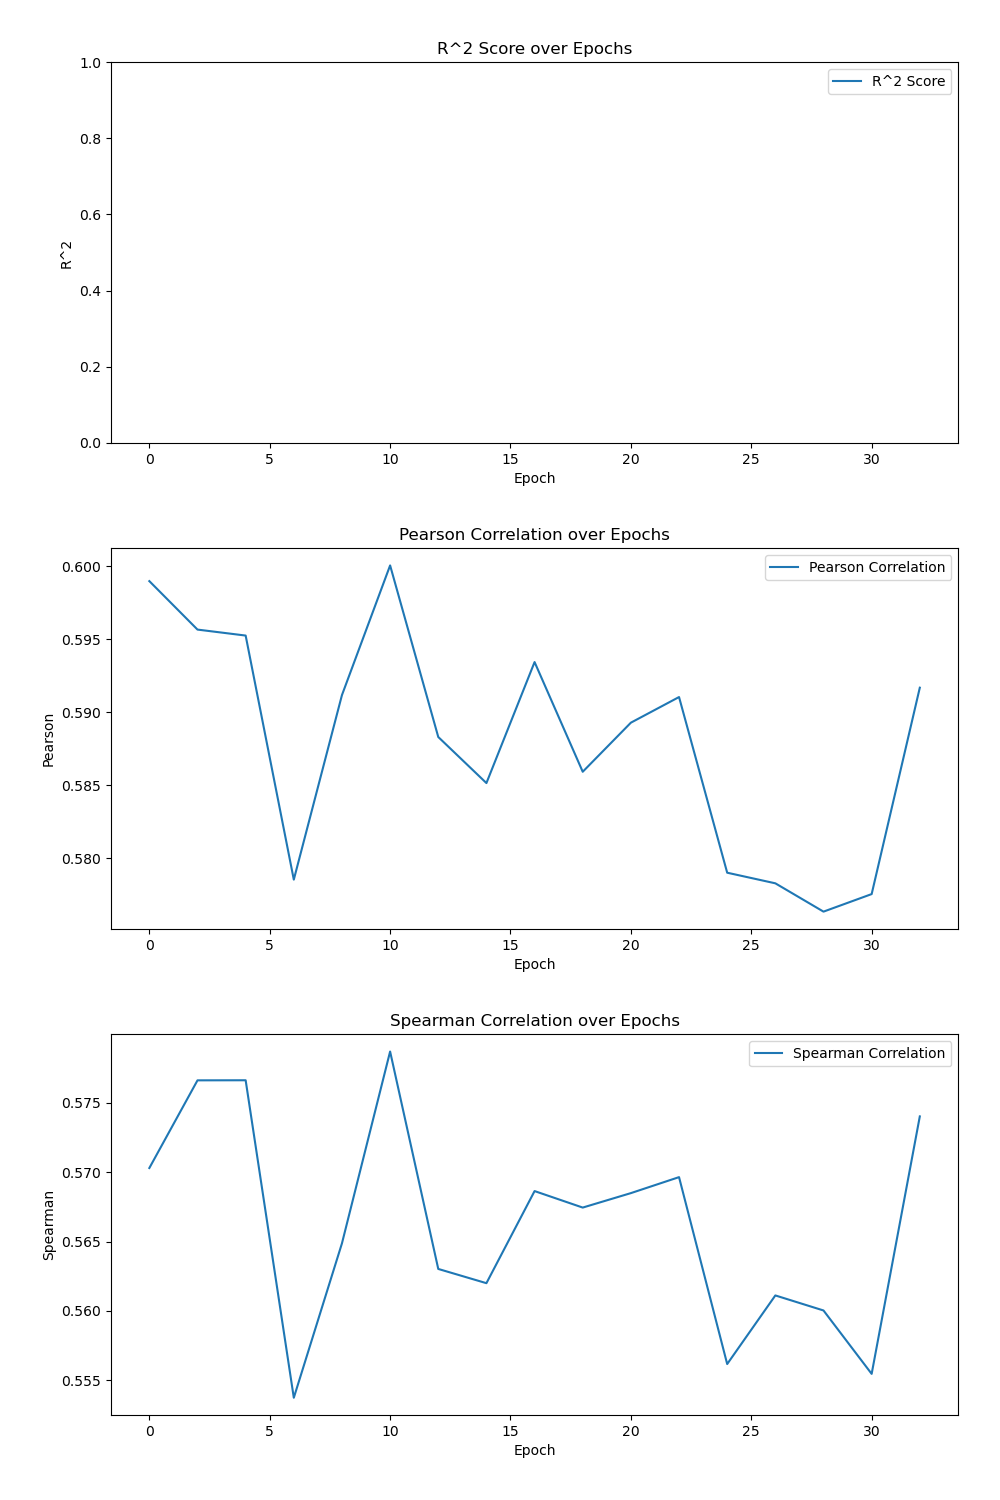 R^2 Score over Epochs
1.0
R^2 Score
0.8
0.6
R^2
0.4
0.2
0.0
0 5 10 15 20 25 30
Epoch
Pearson Correlation over Epochs
0.600
Pearson Correlation
0.595
0.590
Pearson
0.585
0.580
0 5 10 15 20 25 30
Epoch
Spearman Correlation over Epochs
Spearman Correlation
0.575
0.570
Spearman
0.565
0.560
0.555
0 5 10 15 20 25 30
Epoch